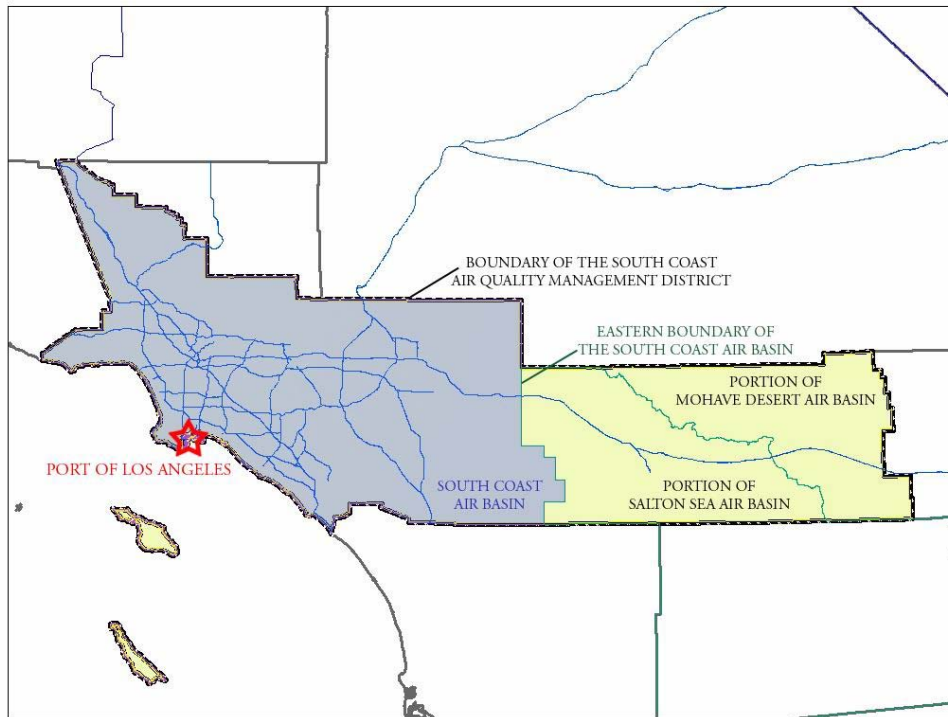 BOUNDARY OF THE SOUTH COAST
AIR QUALITY MANAGEMENT DISTRICT
EASTERN BOUNDARY OF
THE SOUTH COAST AIR BASIN
PORTION OF
MOHAVE DESERT AIR BASIN
PORT OF LOS ANGELES
SOUTH COAST
AIR BASIN
PORTION OF
SALTON SEA AIR BASIN